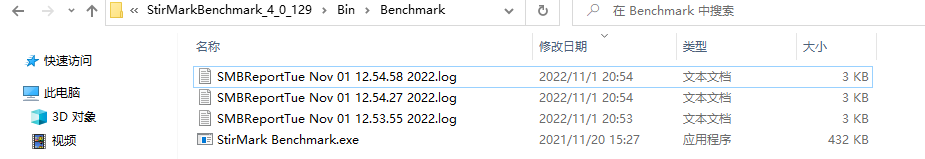 StirMarkBenchmark_4_0_129 > Bin > Benchmark
在 Benchmark 中搜索
名称 修改日期 类型 大小
快速访问
此电脑
3D 对象
视频
SMBReportTue Nov 01 12.54.58 2022.log 2022/11/1 20:54 文本文档 3 KB
SMBReportTue Nov 01 12.54.27 2022.log 2022/11/1 20:54 文本文档 3 KB
SMBReportTue Nov 01 12.53.55 2022.log 2022/11/1 20:53 文本文档 3 KB
StirMark Benchmark.exe 2021/11/20 15:27 应用程序 432 KB